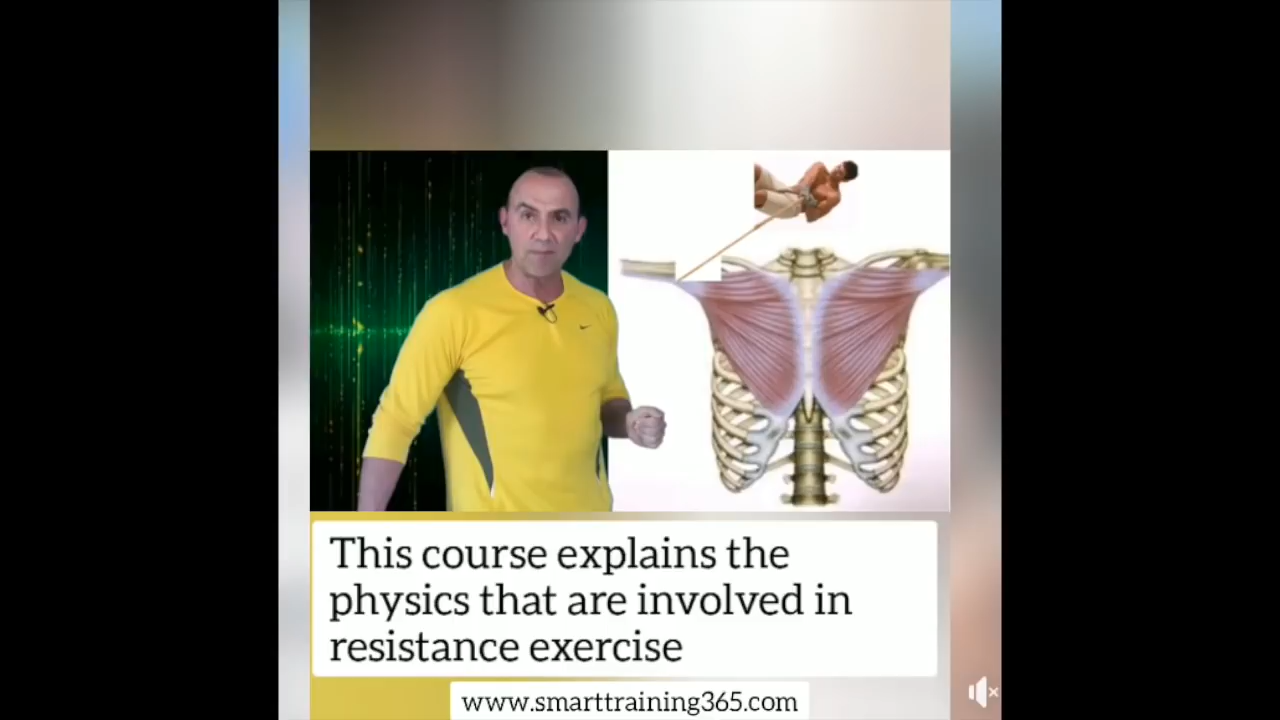 This course explains the
physics that are involved in
resistance exercise
www.smarttraining365.com